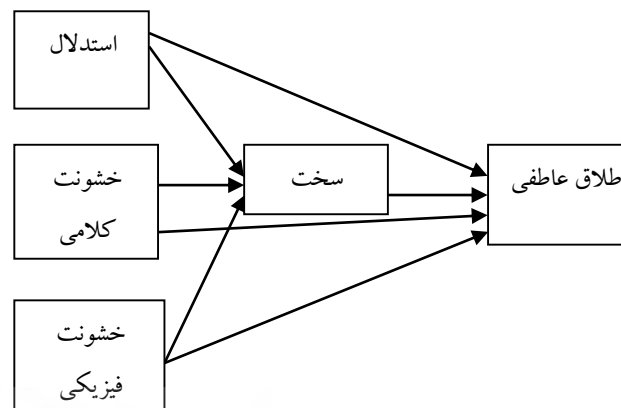 استدلال
خشونت
کلامی
سخت
طلاق عاطفی
خشونت
فیزیکی